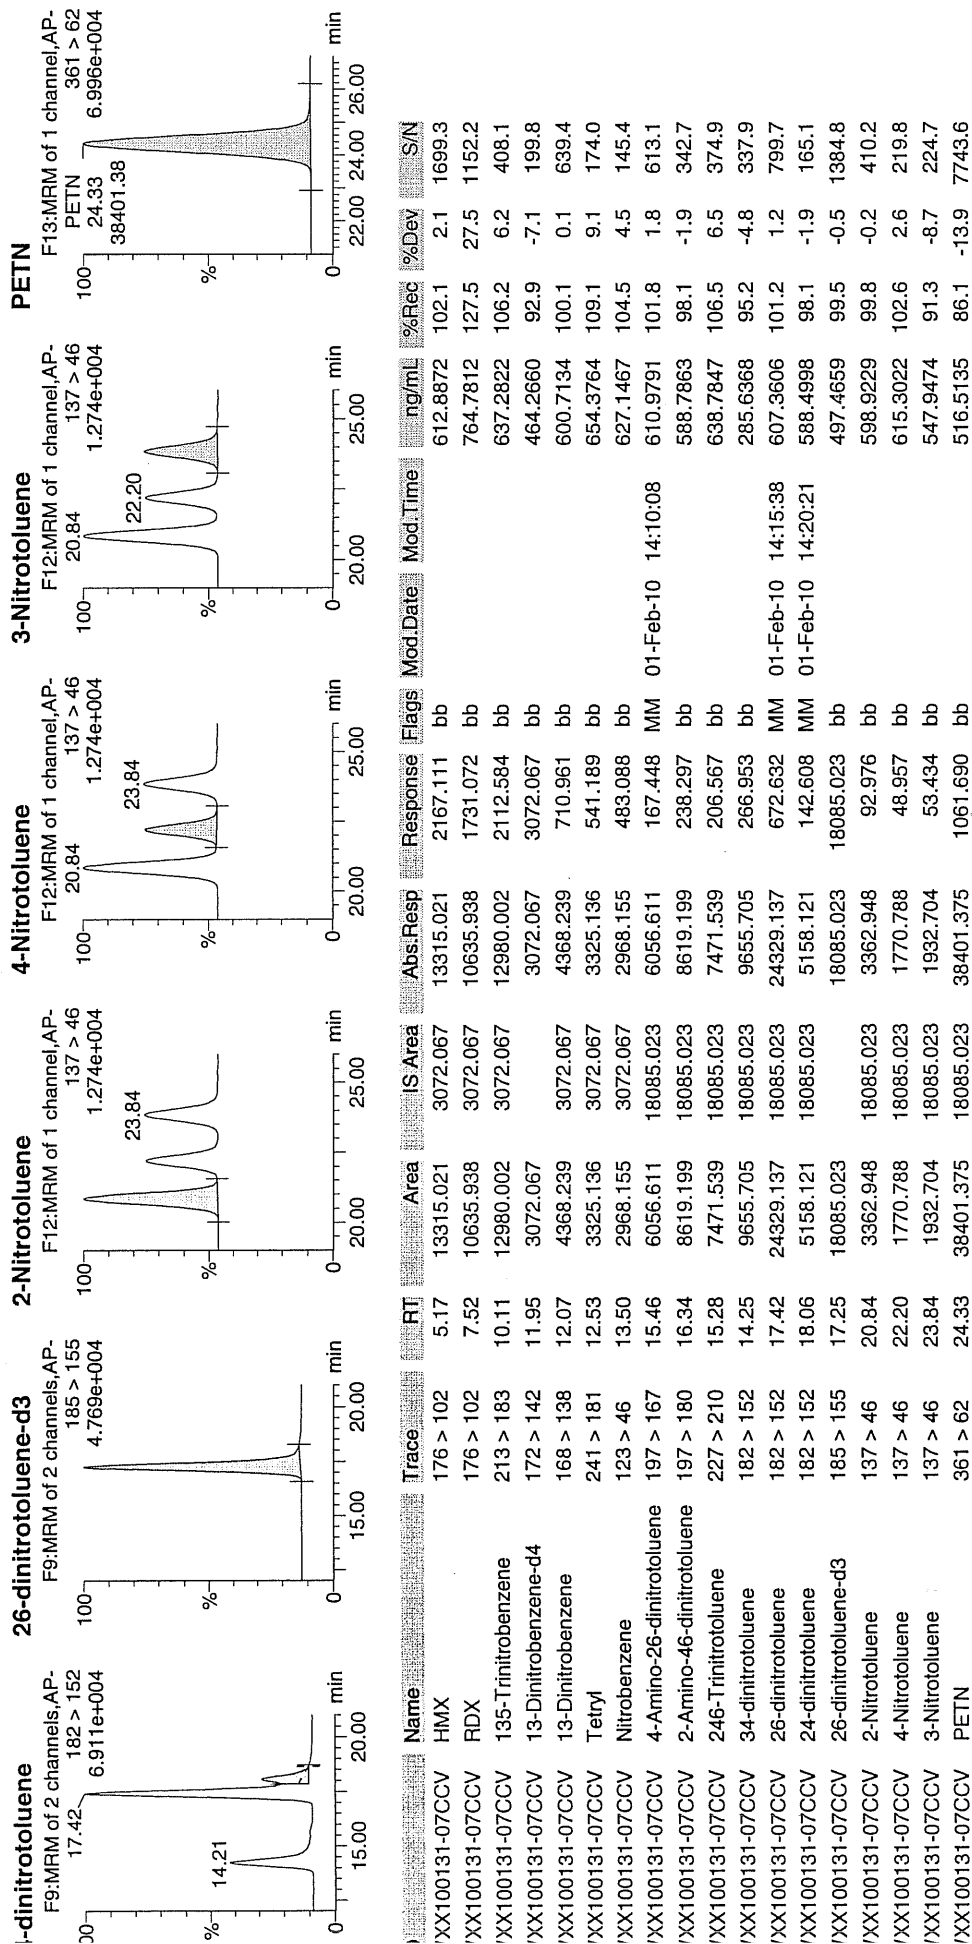 4-dinitrotoluene
F9:MRM of 2 channels,AP-
182 > 152
6.911e+004
17.42
14.21
%
0
15.00
20.00
min
26-dinitrotoluene-d3
F9:MRM of 2 channels,AP-
185 > 155
4.769e+004
100
%
0
15.00
20.00
min
2-Nitrotoluene
F12:MRM of 1 channel,AP-
137 > 46
1.274e+004
23.84
100
%
0
20.00
25.00
min
4-Nitrotoluene
F12:MRM of 1 channel,AP-
137 > 46
1.274e+004
20.84
23.84
100
%
0
20.00
25.00
min
3-Nitrotoluene
F12:MRM of 1 channel,AP-
137 > 46
1.274e+004
20.84
22.20
100
%
0
20.00
25.00
min
PETN
F13:MRM of 1 channel,AP-
361 > 62
6.996e+004
PETN
24.33
38401.38
100
%
0
22.00
24.00
26.00
min
Name Trace RT Area IS Area Abs.Resp Response Flags Mod.Date Mod.Time ng/mL %Rec %Dev S/N
/XX100131-07CCV HMX 176 > 102 5.17 13315.021 3072.067 13315.021 2167.111 bb 612.8872 102.1 2.1 1699.3
/XX100131-07CCV RDX 176 > 102 7.52 10635.938 3072.067 10635.938 1731.072 bb 764.7812 127.5 27.5 1152.2
/XX100131-07CCV 135-Trinitrobenzene 213 > 183 10.11 12980.002 3072.067 12980.002 2112.584 bb 637.2822 106.2 6.2 408.1
/XX100131-07CCV 13-Dinitrobenzene-d4 172 > 142 11.95 3072.067 3072.067 3072.067 bb 464.2660 92.9 -7.1 199.8
/XX100131-07CCV 13-Dinitrobenzene 168 > 138 12.07 4368.239 3072.067 4368.239 710.961 bb 600.7134 100.1 0.1 639.4
/XX100131-07CCV Tetryl 241 > 181 12.53 3325.136 3072.067 3325.136 541.189 bb 654.3764 109.1 9.1 174.0
/XX100131-07CCV Nitrobenzene 123 > 46 13.50 2968.155 3072.067 2968.155 483.088 bb 627.1467 104.5 4.5 145.4
/XX100131-07CCV 4-Amino-26-dinitrotoluene 197 > 167 15.46 6056.611 18085.023 6056.611 167.448 MM 01-Feb-10 14:10:08 610.9791 101.8 1.8 613.1
/XX100131-07CCV 2-Amino-46-dinitrotoluene 197 > 180 16.34 8619.199 18085.023 8619.199 238.297 bb 588.7863 98.1 -1.9 342.7
/XX100131-07CCV 246-Trinitrotoluene 227 > 210 15.28 7471.539 18085.023 7471.539 206.567 bb 638.7847 106.5 6.5 374.9
/XX100131-07CCV 34-dinitrotoluene 182 > 152 14.25 9655.705 18085.023 9655.705 266.953 bb 285.6368 95.2 -4.8 337.9
/XX100131-07CCV 26-dinitrotoluene 182 > 152 17.42 24329.137 18085.023 24329.137 672.632 MM 01-Feb-10 14:15:38 607.3606 101.2 1.2 799.7
/XX100131-07CCV 24-dinitrotoluene 182 > 152 18.06 5158.121 18085.023 5158.121 142.608 MM 01-Feb-10 14:20:21 588.4998 98.1 -1.9 165.1
/XX100131-07CCV 26-dinitrotoluene-d3 185 > 155 17.25 18085.023 18085.023 18085.023 bb 497.4659 99.5 -0.5 1384.8
/XX100131-07CCV 2-Nitrotoluene 137 > 46 20.84 3362.948 18085.023 3362.948 92.976 bb 598.9229 99.8 -0.2 410.2
/XX100131-07CCV 4-Nitrotoluene 137 > 46 22.20 1770.788 18085.023 1770.788 48.957 bb 615.3022 102.6 2.6 219.8
/XX100131-07CCV 3-Nitrotoluene 137 > 46 23.84 1932.704 18085.023 1932.704 53.434 bb 547.9474 91.3 -8.7 224.7
/XX100131-07CCV PETN 361 > 62 24.33 38401.375 18085.023 38401.375 1061.690 bb 516.5135 86.1 -13.9 7743.6